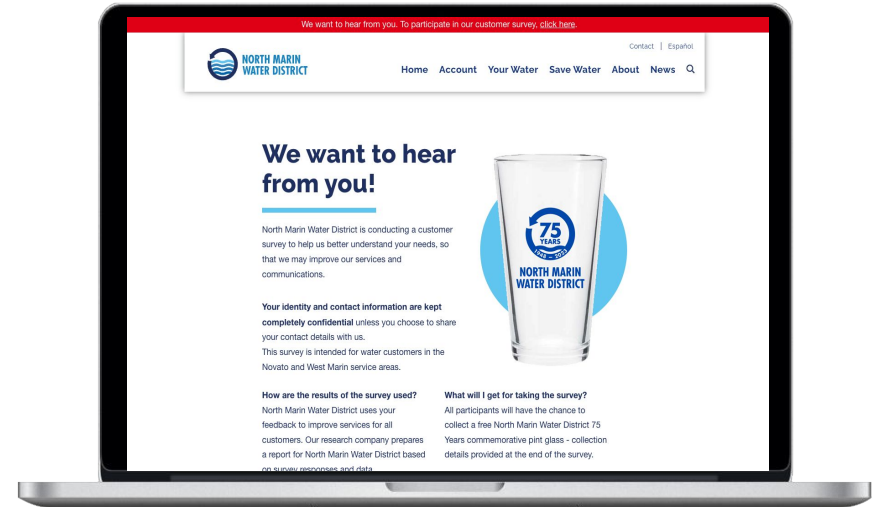 We want to hear from you. To participate in our customer survey, click here.
Contact | Español
NORTH MARIN
WATER DISTRICT
Home Account Your Water Save Water About News
We want to hear
from you!
North Marin Water District is conducting a customer
survey to help us better understand your needs, so
that we may improve our services and
communications.
75
YEARS
1948 - 2023
NORTH MARIN
WATER DISTRICT
Your identity and contact information are kept
completely confidential unless you choose to share
your contact details with us.
This survey is intended for water customers in the
Novato and West Marin service areas.
How are the results of the survey used?
North Marin Water District uses your
feedback to improve services for all
customers. Our research company prepares
a report for North Marin Water District based
on survey responses and data
What will I get for taking the survey?
All participants will have the chance to
collect a free North Marin Water District 75
Years commemorative pint glass - collection
details provided at the end of the survey.